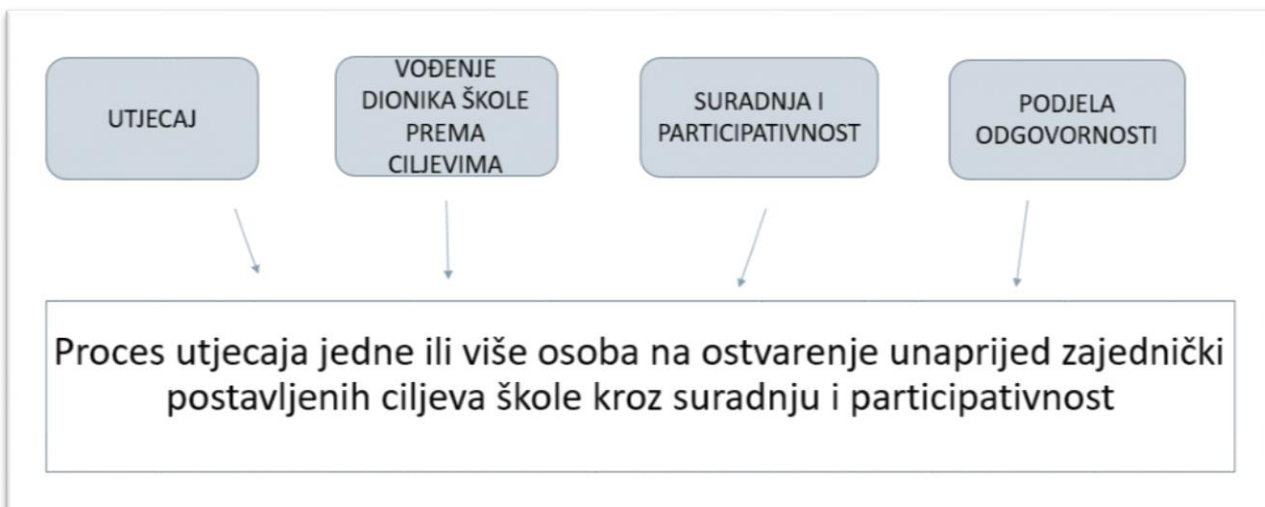 UTJECAJ
VOĐENJE
DIONIKA ŠKOLE
PREMA
CILJEVIMA
SURADNJA I
PARTICIPATIVNOST
PODJELA
ODGOVORNOSTI
Proces utjecaja jedne ili više osoba na ostvarenje unaprijed zajednički
postavljenih ciljeva škole kroz suradnju i participativnost